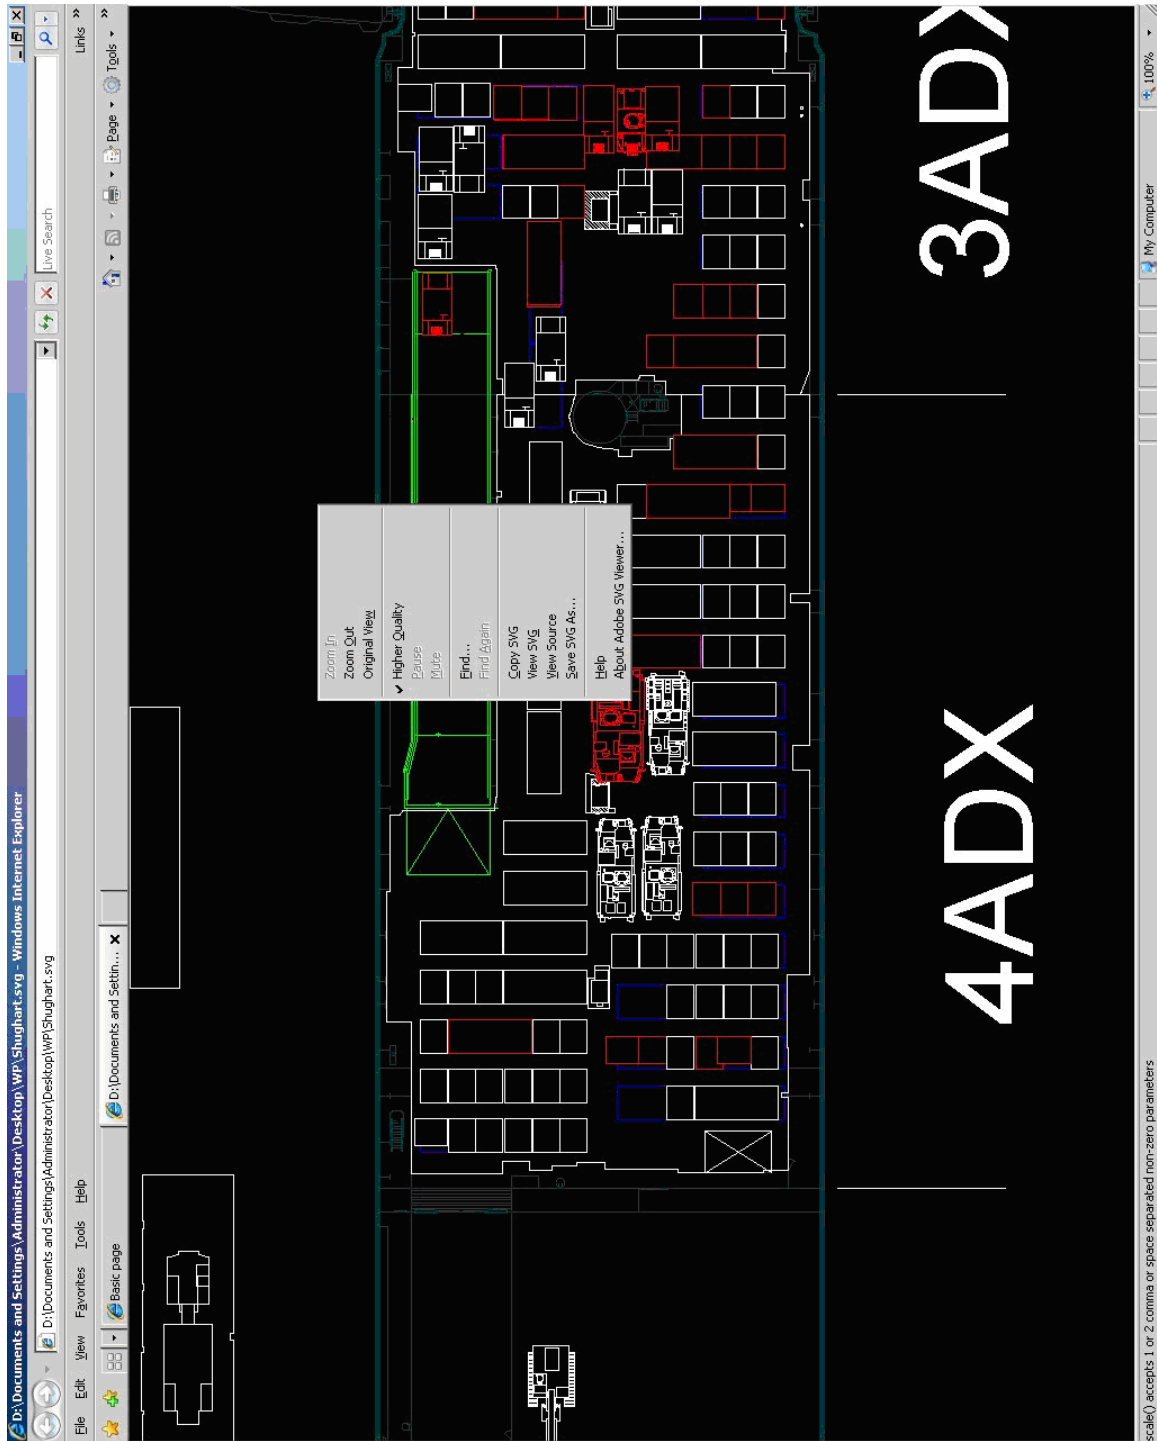 D:\Documents and Settings\Administrator\Desktop\WP\Shughart.svg - Windows Internet Explorer
D:\Documents and Settings\Administrator\Desktop\WP\Shughart.svg
Live Search
File Edit View Favorites Tools Help
Links »
Basic page
D:\Documents and Settin... X
Page Tools »
Zoom In
Zoom Out
Original View
Higher Quality
Pause
Mute
Find...
Find Again
Copy SVG
View SVG
View Source
Save SVG As...
Help
About Adobe SVG Viewer...
4ADX
3ADX
scale() accepts 1 or 2 comma or space separated non-zero parameters
My Computer
100%